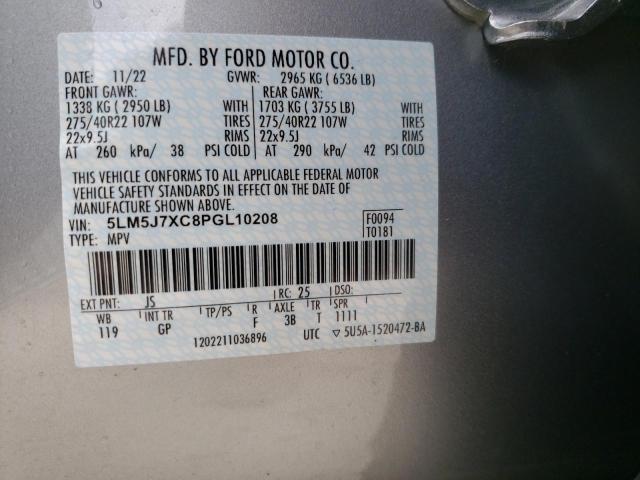 MFD. BY FORD MOTOR CO.
DATE: 11/22 GVWR: 2965 KG ( 6536 LB)
FRONT GAWR: REAR GAWR:
1338 KG ( 2950 LB) WITH 1703 KG ( 3755 LB) WITH
275/40R22 107W TIRES 275/40R22 107W TIRES
22x9.5J RIMS 22x9.5J RIMS
AT 260 kPa/ 38 PSI COLD AT 290 kPa/ 42 PSI COLD
THIS VEHICLE CONFORMS TO ALL APPLICABLE FEDERAL MOTOR
VEHICLE SAFETY STANDARDS IN EFFECT ON THE DATE OF
MANUFACTURE SHOWN ABOVE.
VIN: 5LM5J7XC8PGL10208 F0094
TYPE: MPV T0181
EXT PNT: JS RC: 25 DSO:
WB INT TR TP/PS R AXLE TR SPR
119 GP F 3B T 1111
1202211036896 UTC ▽ 5U5A-1520472-BA